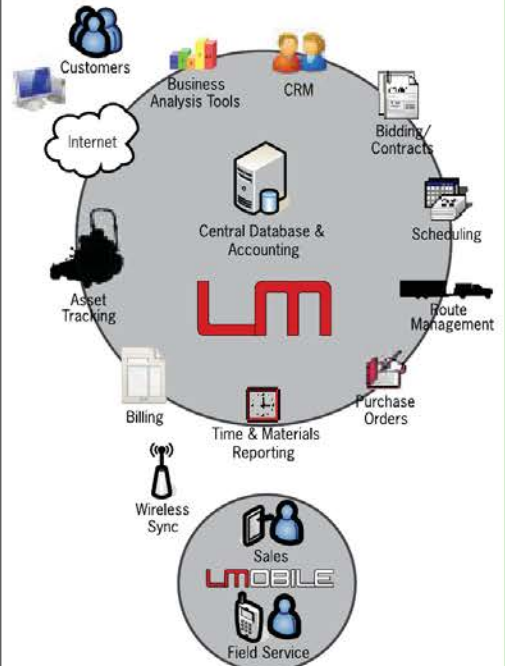 Customers
Business
Analysis Tools
CRM
Internet
Bidding/
Contracts
Central Database &
Accounting
Scheduling
LM
Asset
Tracking
Route
Management
Billing
Purchase
Orders
Time & Materials
Reporting
Wireless
Sync
Sales
LMOBILE
Field Service